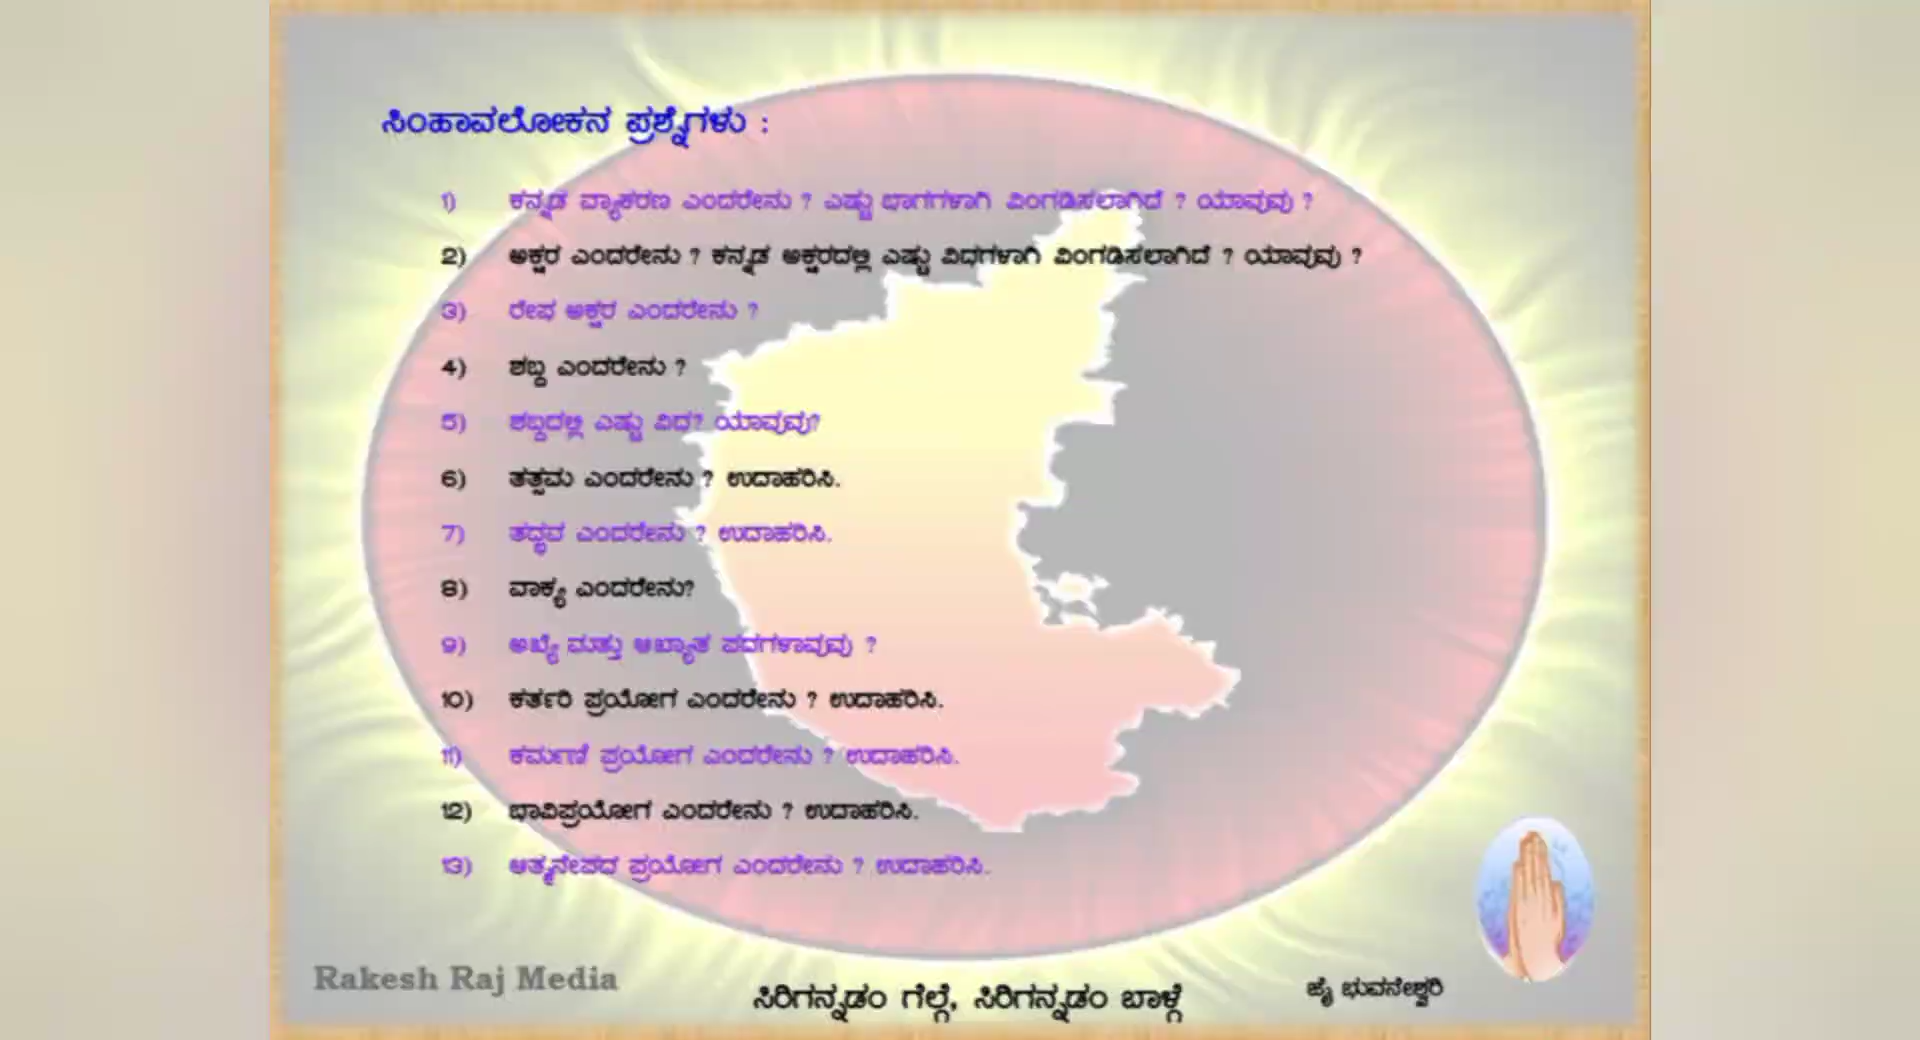 ಸಿಂಹಾವಲೋಕನ ಪ್ರಶ್ನೆಗಳು :
1) ಕನ್ನಡ ವ್ಯಾಕರಣ ಎಂದರೇನು ? ಎಷ್ಟು ಭಾಗಗಳಾಗಿ ವಿಂಗಡಿಸಲಾಗಿದೆ ? ಯಾವುವು ?
2) ಅಕ್ಷರ ಎಂದರೇನು ? ಕನ್ನಡ ಅಕ್ಷರದಲ್ಲಿ ಎಷ್ಟು ವಿಧಗಳಾಗಿ ವಿಂಗಡಿಸಲಾಗಿದೆ ? ಯಾವುವು ?
3) ರೇಫ ಅಕ್ಷರ ಎಂದರೇನು ?
4) ಶಬ್ದ ಎಂದರೇನು ?
5) ಶಬ್ದದಲ್ಲಿ ಎಷ್ಟು ವಿಧ? ಯಾವುವು?
6) ತತ್ಸಮ ಎಂದರೇನು ? ಉದಾಹರಿಸಿ.
7) ತದ್ಭವ ಎಂದರೇನು ? ಉದಾಹರಿಸಿ.
8) ವಾಕ್ಯ ಎಂದರೇನು?
9) ಅಖ್ಯೆ ಮತ್ತು ಆಖ್ಯಾತ ಪದಗಳಾವುವು ?
10) ಕರ್ತರಿ ಪ್ರಯೋಗ ಎಂದರೇನು ? ಉದಾಹರಿಸಿ.
11) ಕರ್ಮಣಿ ಪ್ರಯೋಗ ಎಂದರೇನು ? ಉದಾಹರಿಸಿ.
12) ಭಾವಿಪ್ರಯೋಗ ಎಂದರೇನು ? ಉದಾಹರಿಸಿ.
13) ಆತ್ಮನೇಪದ ಪ್ರಯೋಗ ಎಂದರೇನು ? ಉದಾಹರಿಸಿ.
Rakesh Raj Media
ಸಿರಿಗನ್ನಡಂ ಗೆಲ್ಗೆ, ಸಿರಿಗನ್ನಡಂ ಬಾಳ್ಗೆ
ಜೈ ಭುವನೇಶ್ವರಿ